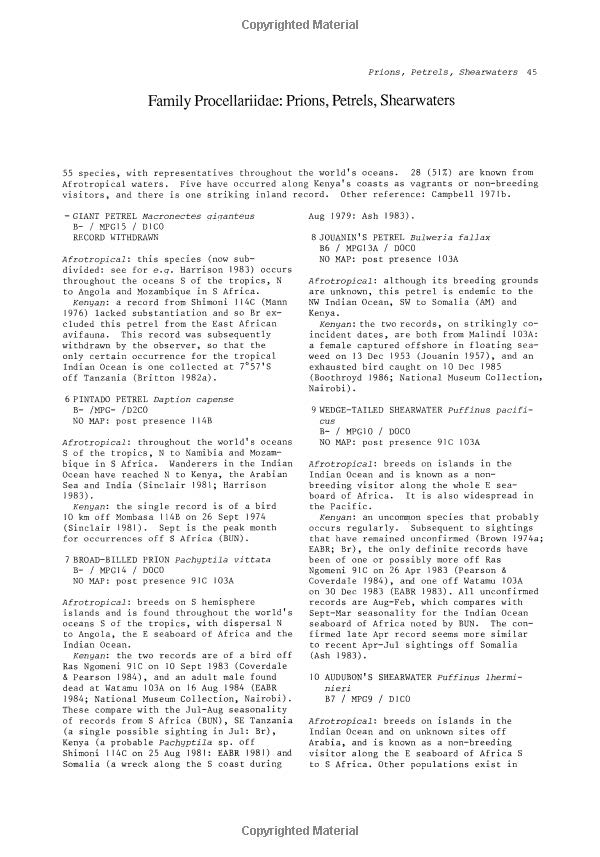 Copyrighted Material
Prions, Petrels, Shearwaters 45
Family Procellariidae: Prions, Petrels, Shearwaters
55 species, with representatives throughout the world's oceans. 28 (51%) are known from
Afrotropical waters. Five have occurred along Kenya's coasts as vagrants or non-breeding
visitors, and there is one striking inland record. Other reference: Campbell 1971b.
- GIANT PETREL Macronectes giganteus
B- / MPG15 / D1C0
RECORD WITHDRAWN
Afrotropical: this species (now sub-
divided: see for e.g. Harrison 1983) occurs
throughout the oceans S of the tropics, N
to Angola and Mozambique in S Africa.
Kenyan: a record from Shimoni 114C (Mann
1976) lacked substantiation and so Br ex-
cluded this petrel from the East African
avifauna. This record was subsequently
withdrawn by the observer, so that the
only certain occurrence for the tropical
Indian Ocean is one collected at 7°57'S
off Tanzania (Britton 1982a).
6 PINTADO PETREL Daption capense
B- /MPG- /D2C0
NO MAP: post presence 114B
Afrotropical: throughout the world's oceans
S of the tropics, N to Namibia and Mozam-
bique in S Africa. Wanderers in the Indian
Ocean have reached N to Kenya, the Arabian
Sea and India (Sinclair 1981; Harrison
1983).
Kenyan: the single record is of a bird
10 km off Mombasa 114B on 26 Sept 1974
(Sinclair 1981). Sept is the peak month
for occurrences off S Africa (BUN).
7 BROAD-BILLED PRION Pachyptila vittata
B- / MPG14 / D0C0
NO MAP: post presence 91C 103A
Afrotropical: breeds on S hemisphere
islands and is found throughout the world's
oceans S of the tropics, with dispersal N
to Angola, the E seaboard of Africa and the
Indian Ocean.
Kenyan: the two records are of a bird off
Ras Ngomeni 91C on 10 Sept 1983 (Coverdale
& Pearson 1984), and an adult male found
dead at Watamu 103A on 16 Aug 1984 (EABR
1984; National Museum Collection, Nairobi).
These compare with the Jul-Aug seasonality
of records from S Africa (BUN), SE Tanzania
(a single possible sighting in Jul: Br),
Kenya (a probable Pachyptila sp. off
Shimoni 114C on 25 Aug 1981: EABR 1981) and
Somalia (a wreck along the S coast during
Aug 1979: Ash 1983).
8 JOUANIN'S PETREL Bulweria fallax
B6 / MPG13A / D0C0
NO MAP: post presence 103A
Afrotropical: although its breeding grounds
are unknown, this petrel is endemic to the
NW Indian Ocean, SW to Somalia (AM) and
Kenya.
Kenyan: the two records, on strikingly co-
incident dates, are both from Malindi 103A:
a female captured offshore in floating sea-
weed on 13 Dec 1953 (Jouanin 1957), and an
exhausted bird caught on 10 Dec 1985
(Boothroyd 1986; National Museum Collection,
Nairobi).
9 WEDGE-TAILED SHEARWATER Puffinus pacifi-
cus
B- / MPG10 / D0C0
NO MAP: post presence 91C 103A
Afrotropical: breeds on islands in the
Indian Ocean and is known as a non-
breeding visitor along the whole E sea-
board of Africa. It is also widespread in
the Pacific.
Kenyan: an uncommon species that probably
occurs regularly. Subsequent to sightings
that have remained unconfirmed (Brown 1974a;
EABR; Br), the only definite records have
been of one or possibly more off Ras
Ngomeni 91C on 26 Apr 1983 (Pearson &
Coverdale 1984), and one off Watamu 103A
on 30 Dec 1983 (EABR 1983). All unconfirmed
records are Aug-Feb, which compares with
Sept-Mar seasonality for the Indian Ocean
seaboard of Africa noted by BUN. The con-
firmed late Apr record seems more similar
to recent Apr-Jul sightings off Somalia
(Ash 1983).
10 AUDUBON'S SHEARWATER Puffinus lhermi-
nieri
B7 / MPG9 / D1C0
Afrotropical: breeds on islands in the
Indian Ocean and on unknown sites off
Arabia, and is known as a non-breeding
visitor along the E seaboard of Africa S
to S Africa. Other populations exist in
Copyrighted Material